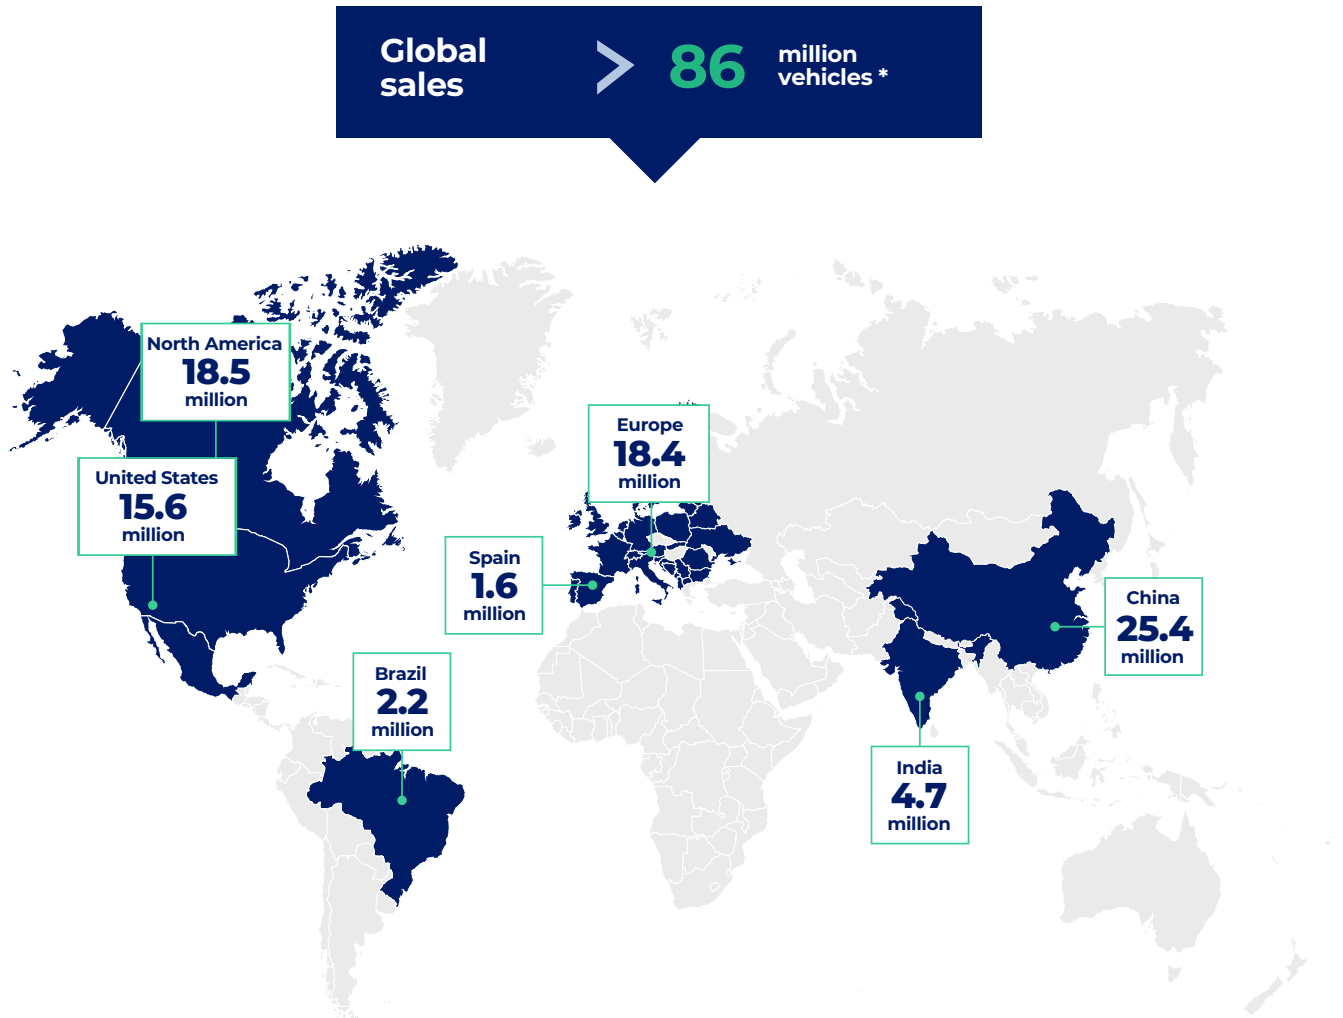 Global
sales
>
86
million
vehicles *
North America
18.5
million
United States
15.6
million
Europe
18.4
million
Spain
1.6
million
Brazil
2.2
million
China
25.4
million
India
4.7
million